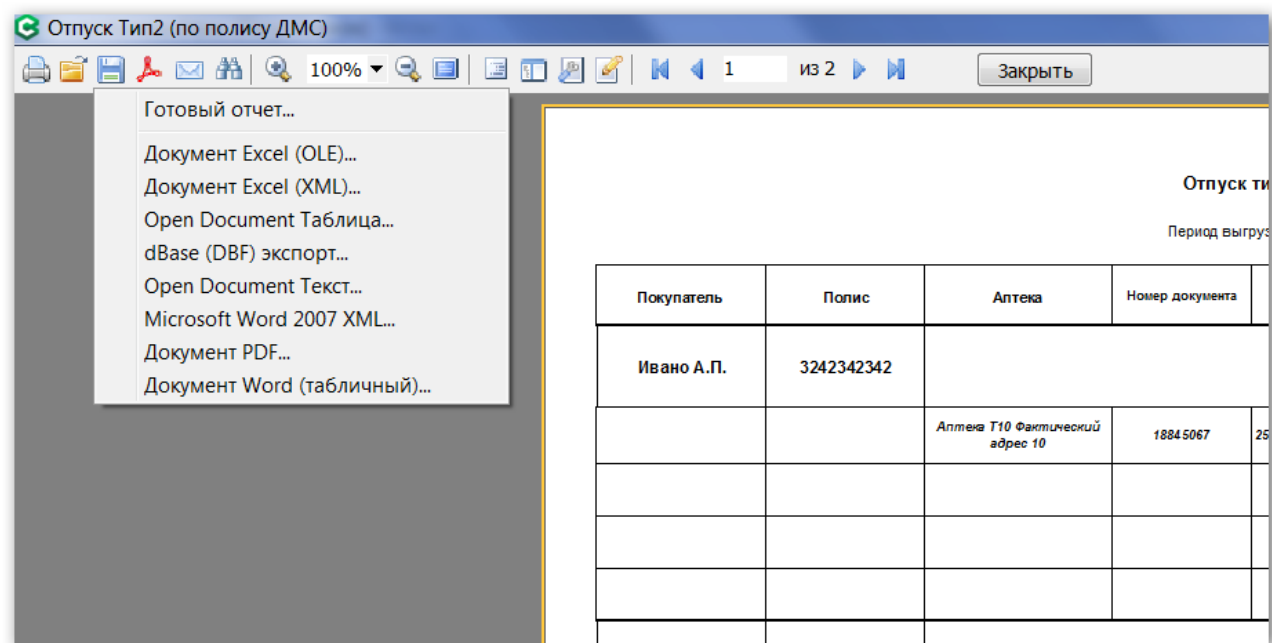 Отпуск Тип2 (по полису ДМС)
100% 1 из 2 Закрыть
Готовый отчет...
Документ Excel (OLE)...
Документ Excel (XML)...
Open Document Таблица...
dBase (DBF) экспорт...
Open Document Текст...
Microsoft Word 2007 XML...
Документ PDF...
Документ Word (табличный)...
Отпуск ти
Период выгруз
Покупатель Полис Аптека Номер документа
Ивано А.П. 3242342342
Аптека Т10 Фактический
адрес 10
18845067 25